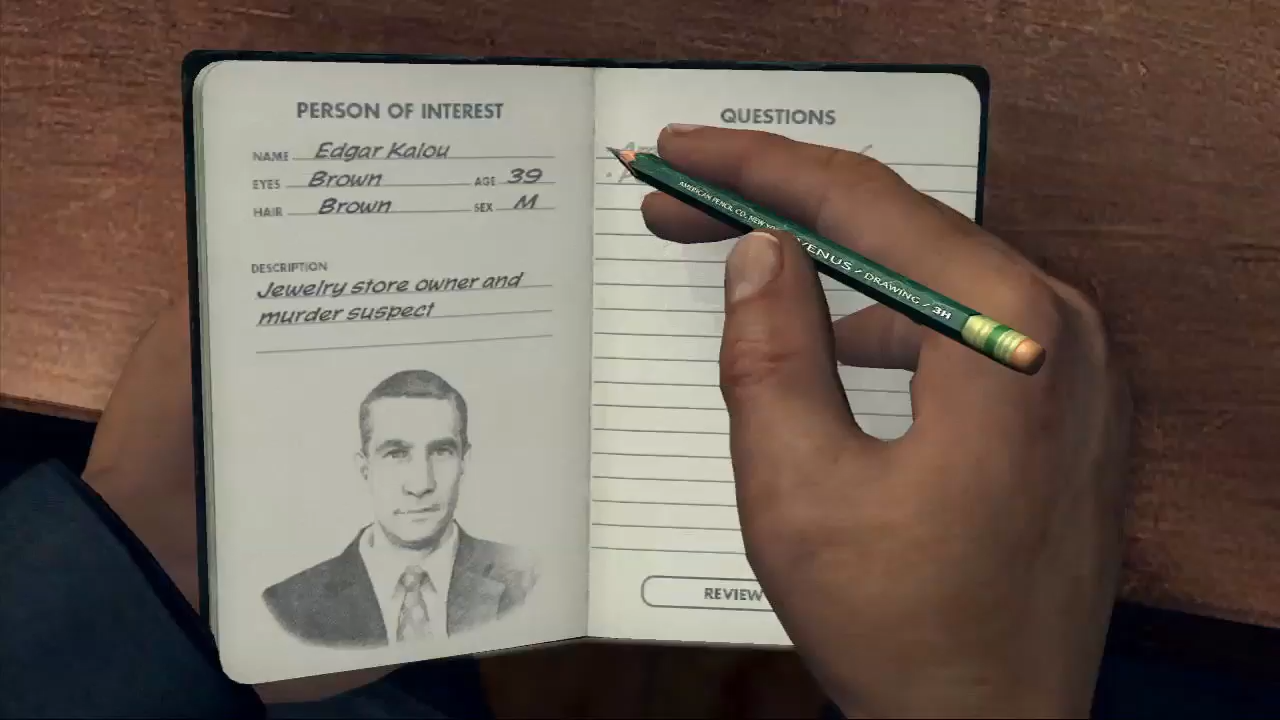 PERSON OF INTEREST
NAME Edgar Kalou
EYES Brown AGE 39
HAIR Brown SEX M
DESCRIPTION
Jewelry store owner and
murder suspect
QUESTIONS
AMERICAN PENCIL CO. NEW
VENUS / DRAWING / 3H
REVIEW